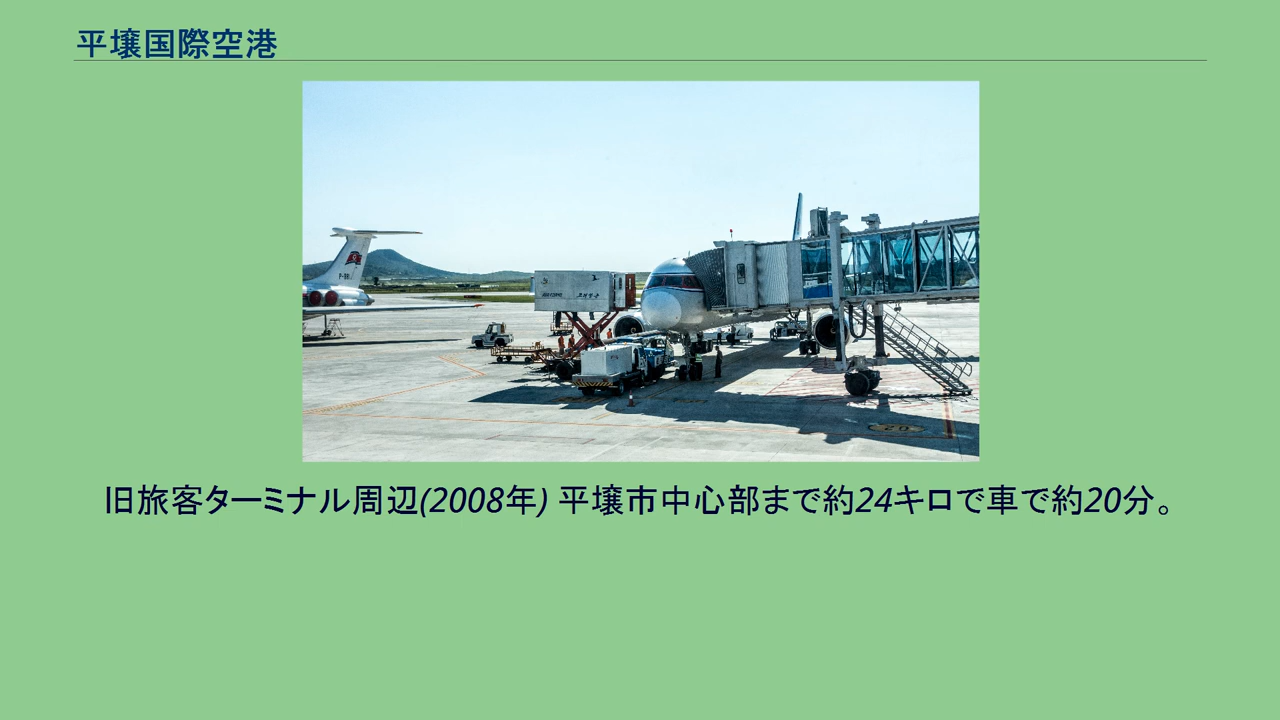 平壌国際空港
P-881
旧旅客ターミナル周辺(2008年) 平壌市中心部まで約24キロで車で約20分。